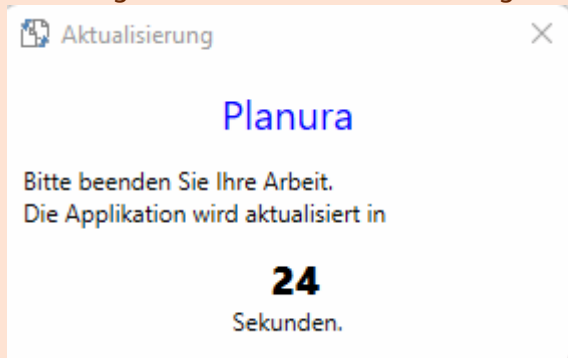 Aktualisierung
Planura
Bitte beenden Sie Ihre Arbeit.
Die Applikation wird aktualisiert in
24
Sekunden.